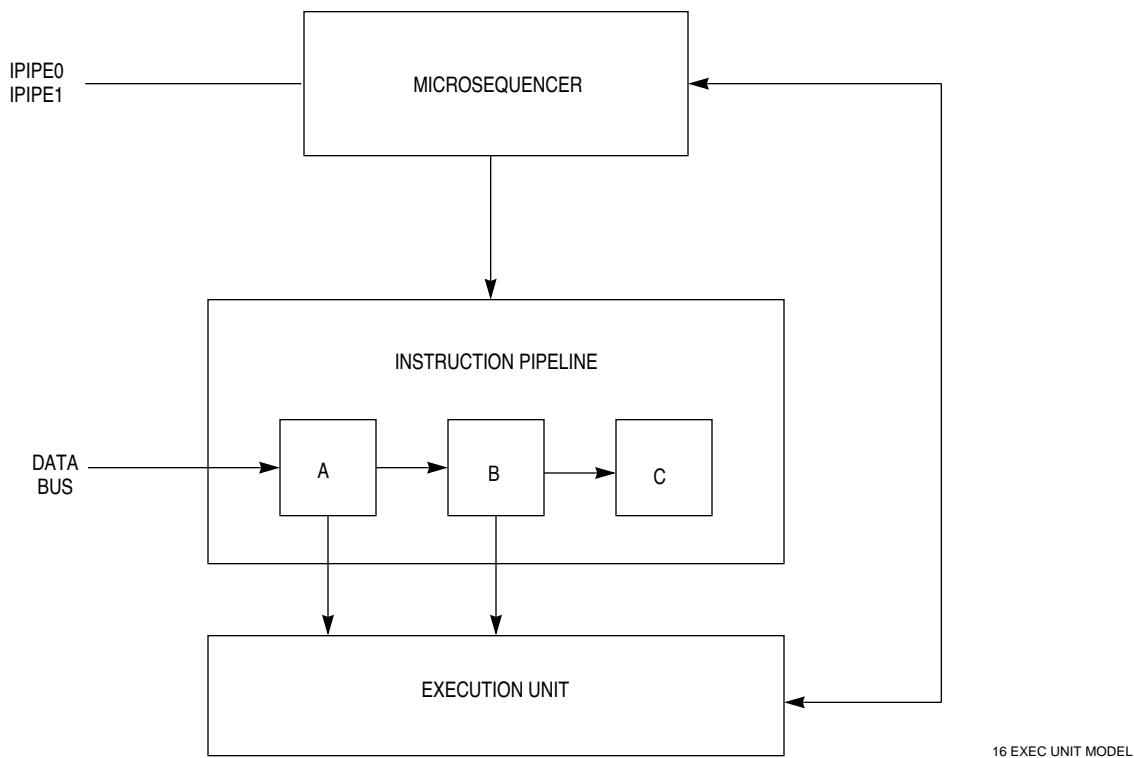 IPIPE0
IPIPE1
MICROSEQUENCER
INSTRUCTION PIPELINE
DATA
BUS
A
B
C
EXECUTION UNIT
16 EXEC UNIT MODEL